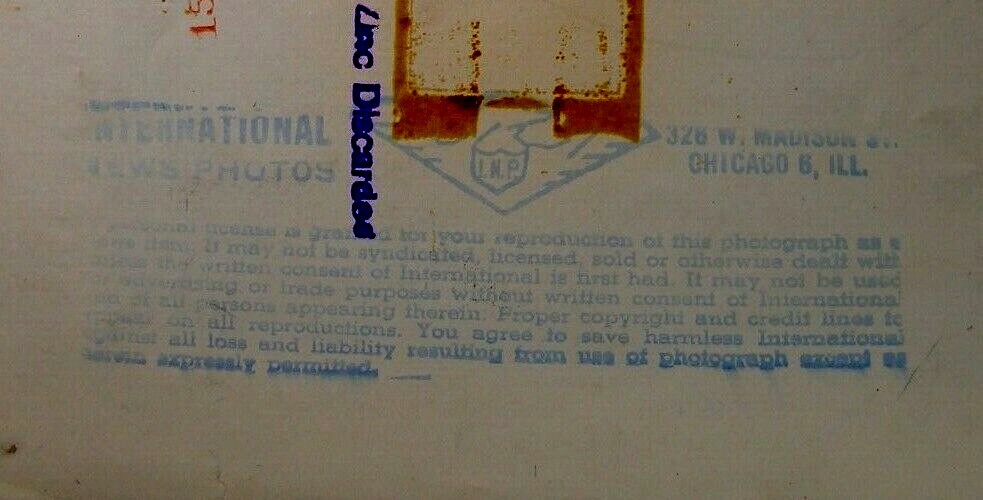 15
/Inc Discarded
INTERNATIONAL
NEWS PHOTOS
I.N.P.
326 W. MADISON ST.
CHICAGO 6, ILL.
Personal license is granted for your reproduction of this photograph as a
news item. It may not be syndicated, licensed, sold or otherwise dealt with
unless the written consent of International is first had. It may not be used
for advertising or trade purposes without written consent of International
and of all persons appearing therein. Proper copyright and credit lines to
appear on all reproductions. You agree to save harmless International
against all loss and liability resulting from use of photograph except as
herein expressly permitted.